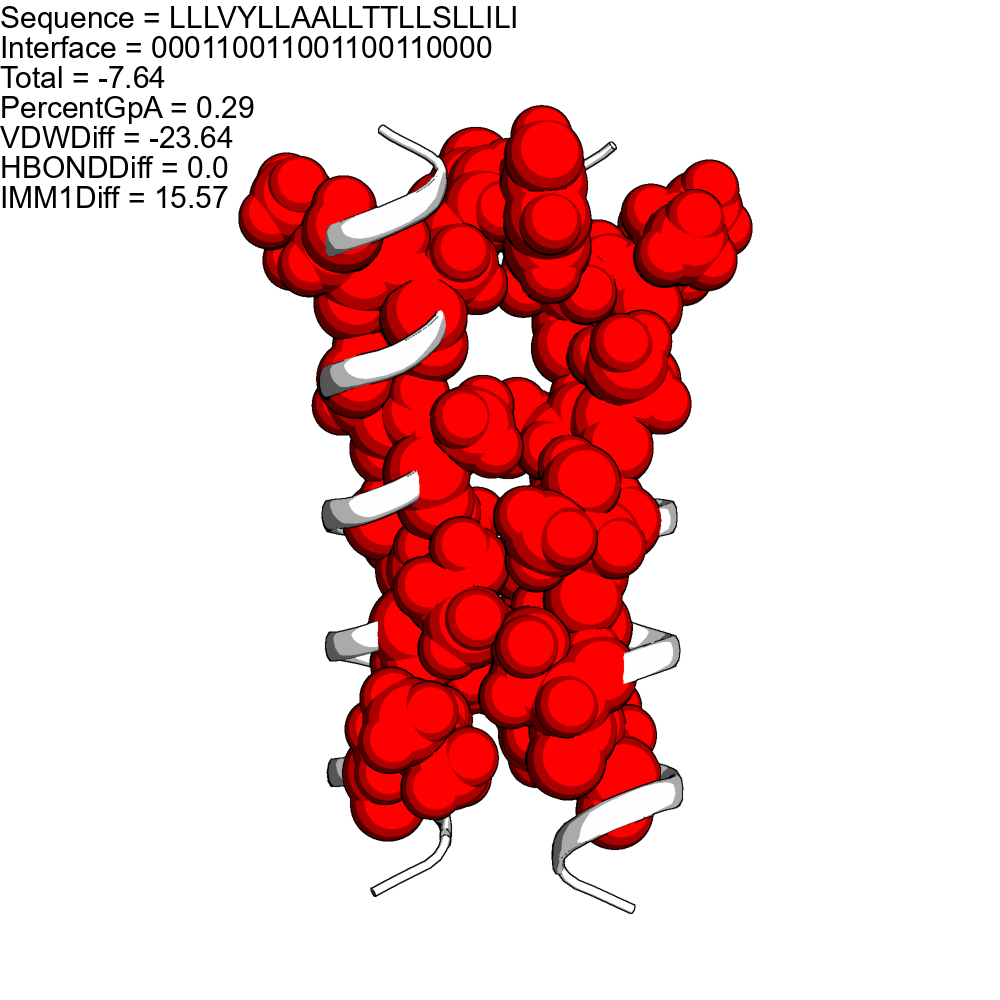 Sequence = LLLVYLLAALLTTLLSLLILI
Interface = 000110011001100110000
Total = -7.64
PercentGpA = 0.29
VDWDiff = -23.64
HBONDDiff = 0.0
IMM1Diff = 15.57